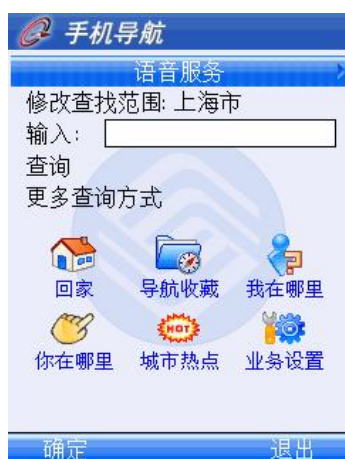 手机导航
语音服务
修改查找范围: 上海市
输入:
查询
更多查询方式
回家 导航收藏 我在哪里
HOT
你在哪里 城市热点 业务设置
确定 退出